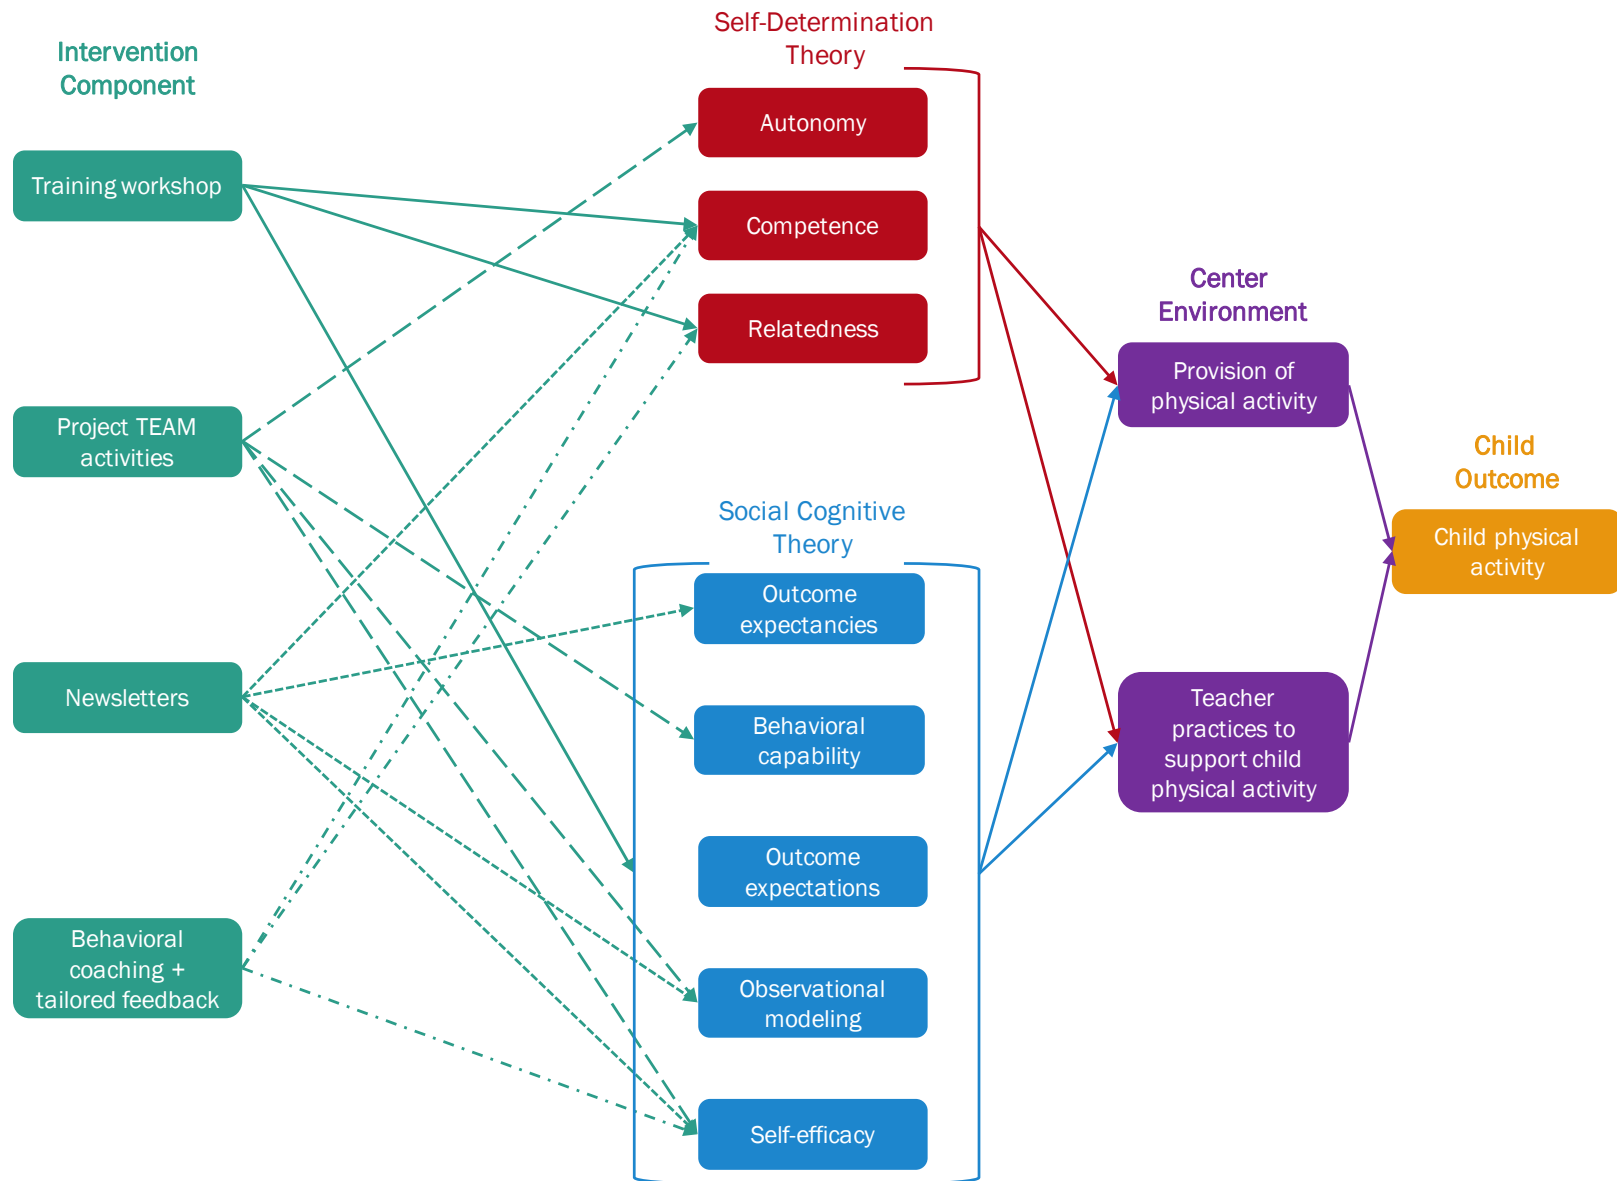 Intervention
Component
Training workshop
Project TEAM
activities
Newsletters
Behavioral
coaching +
tailored feedback
Self-Determination
Theory
Autonomy
Competence
Relatedness
Social Cognitive
Theory
Outcome
expectancies
Behavioral
capability
Outcome
expectations
Observational
modeling
Self-efficacy
Center
Environment
Provision of
physical activity
Teacher
practices to
support child
physical activity
Child
Outcome
Child physical
activity